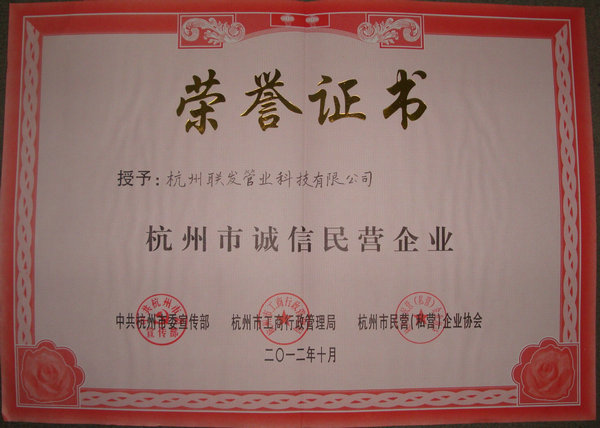 荣誉证书
授予:杭州联发管业科技有限公司
杭州市诚信民营企业
中共杭州市委宣传部 杭州市工商行政管理局 杭州市民营(私营)企业协会
二〇一二年十月